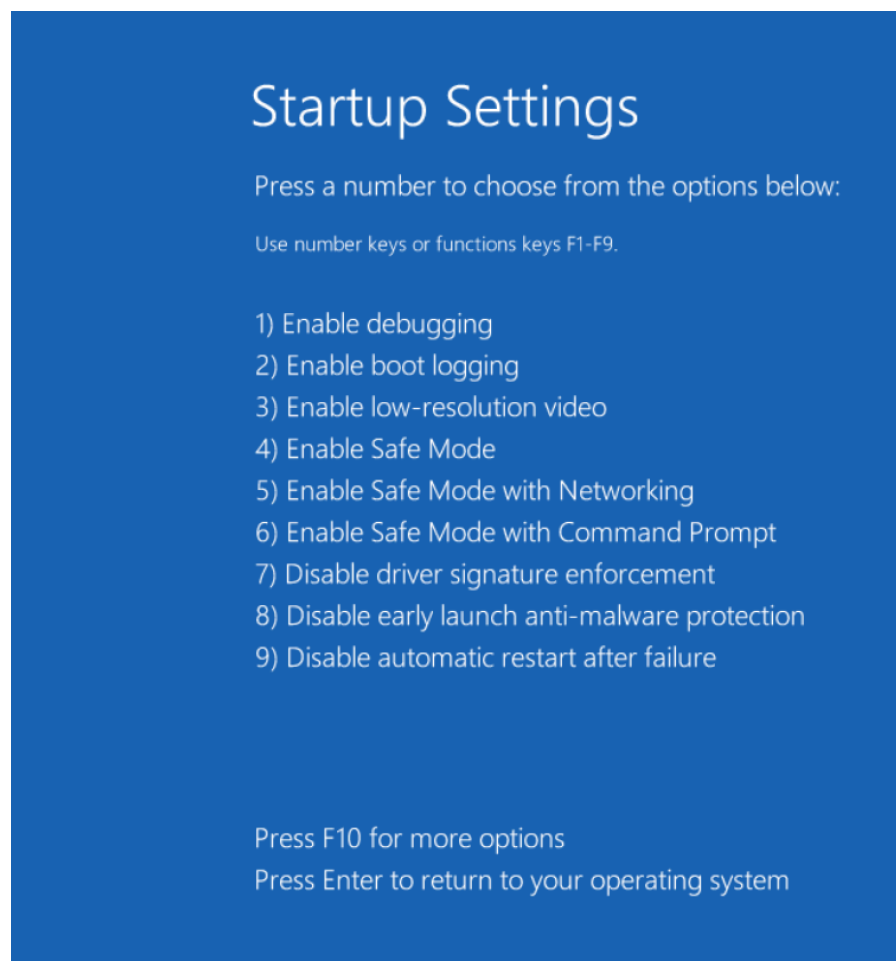 Startup Settings
Press a number to choose from the options below:
Use number keys or functions keys F1-F9.
1) Enable debugging
2) Enable boot logging
3) Enable low-resolution video
4) Enable Safe Mode
5) Enable Safe Mode with Networking
6) Enable Safe Mode with Command Prompt
7) Disable driver signature enforcement
8) Disable early launch anti-malware protection
9) Disable automatic restart after failure
Press F10 for more options
Press Enter to return to your operating system